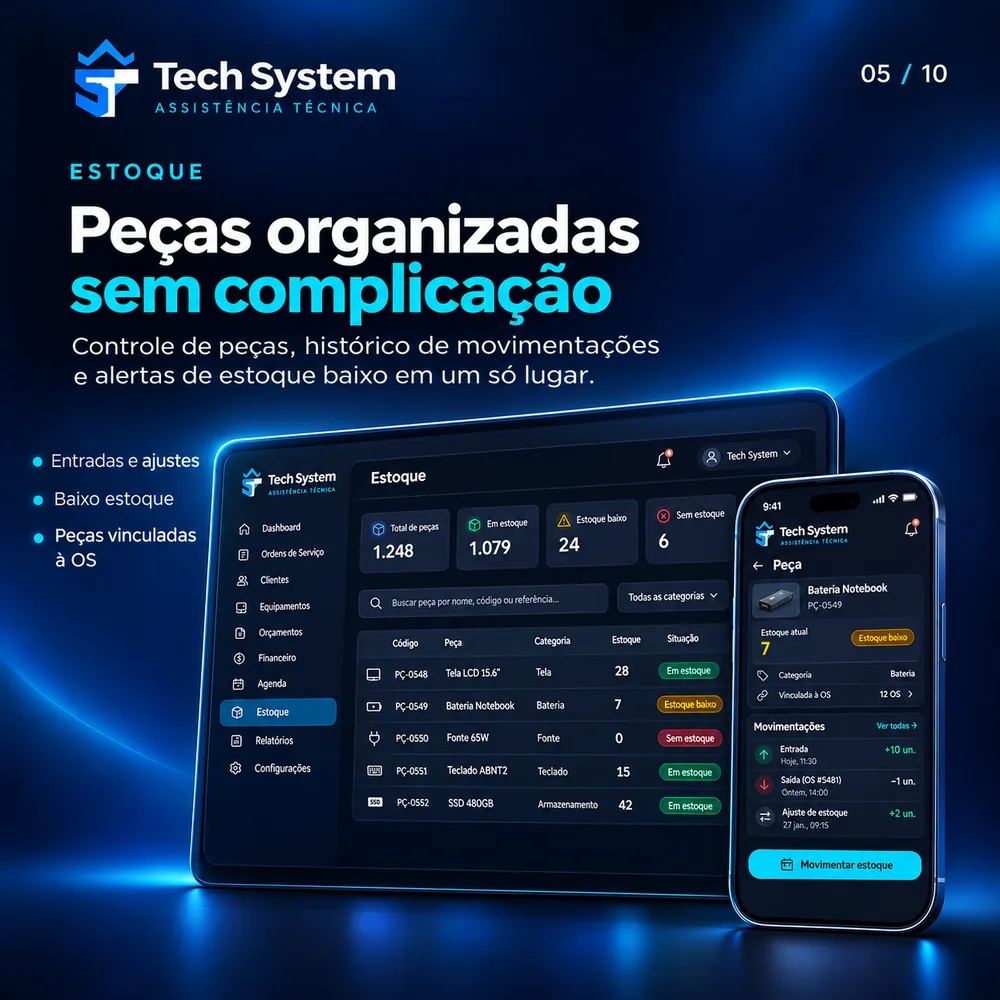 Tech System
ASSISTÊNCIA TÉCNICA
05 / 10
ESTOQUE
Peças organizadas
sem complicação
Controle de peças, histórico de movimentações
e alertas de estoque baixo em um só lugar.
Entradas e ajustes
Baixo estoque
Peças vinculadas
à OS
Tech System
ASSISTÊNCIA TÉCNICA
Dashboard
Ordens de Serviço
Clientes
Equipamentos
Orçamentos
Financeiro
Agenda
Estoque
Relatórios
Configurações
Estoque
Tech System
Total de peças
1.248
Em estoque
1.079
Estoque baixo
24
Sem estoque
6
Buscar peça por nome, código ou referência...
Todas as categorias
Código Peça Categoria Estoque Situação
PÇ-0548 Tela LCD 15.6" Tela 28 Em estoque
PÇ-0549 Bateria Notebook Bateria 7 Estoque baixo
PÇ-0550 Fonte 65W Fonte 0 Sem estoque
PÇ-0551 Teclado ABNT2 Teclado 15 Em estoque
SSD PÇ-0552 SSD 480GB Armazenamento 42 Em estoque
9:41
Tech System
ASSISTÊNCIA TÉCNICA
← Peça
Bateria Notebook
PÇ-0549
Estoque atual
7
Estoque baixo
Categoria Bateria
Vinculada à OS 12 OS >
Movimentações Ver todas →
Entrada +10 un.
Hoje, 11:30
Saída (OS #5481) −1 un.
Ontem, 14:00
Ajuste de estoque +2 un.
27 jan., 09:15
Movimentar estoque